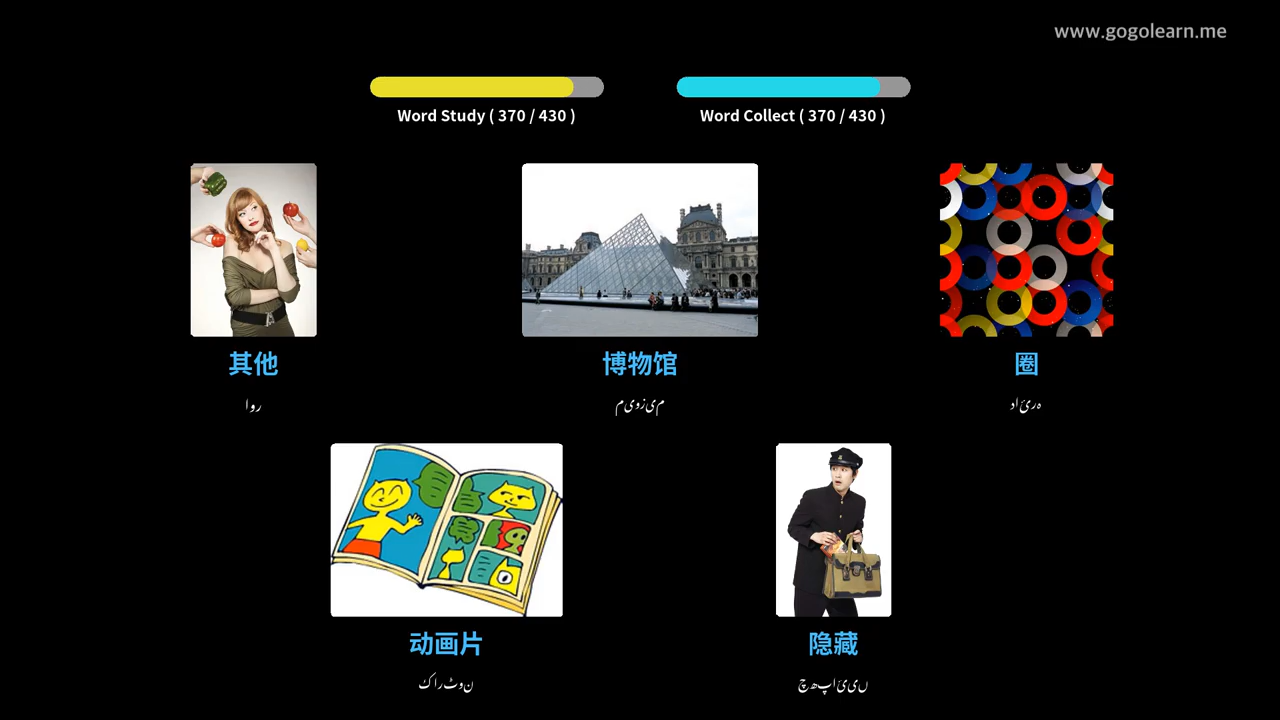 www.gogolearn.me
Word Study ( 370 / 430 )
Word Collect ( 370 / 430 )
其他
博物馆
圈
اور
میوزیم
دائرہ
动画片
隐藏
کارٹون
چھپائیں